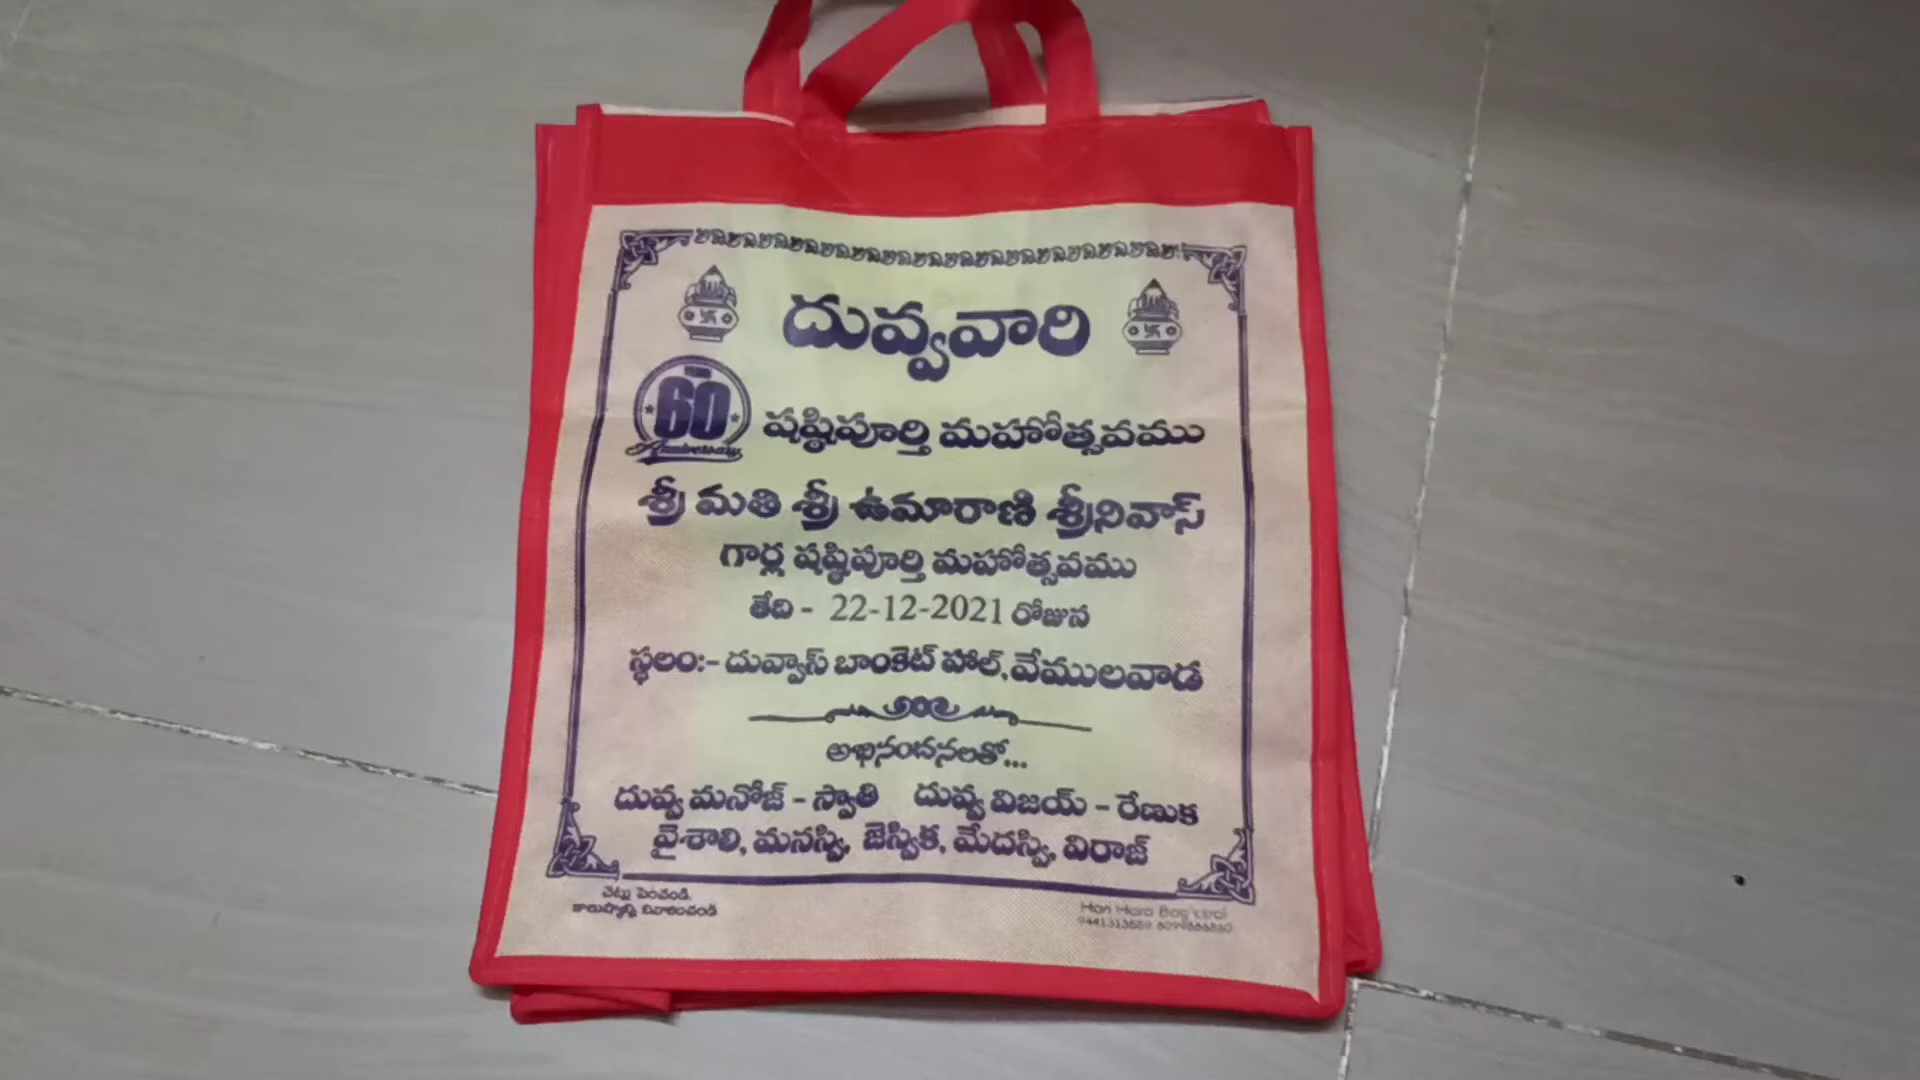 దువ్వవారి
60
Anniversary
షష్ఠిపూర్తి మహోత్సవము
శ్రీ మతి శ్రీ ఉమారాణి శ్రీనివాస్
గార్ల షష్ఠిపూర్తి మహోత్సవము
తేది - 22-12-2021 రోజున
స్థలం:- దువ్వాస్ బాంకెట్ హాల్,వేములవాడ
అభినందనలతో...
దువ్వ మనోజ్ - స్వాతి దువ్వ విజయ్ - రేణుక
వైశాలి, మనస్వి, జెస్విక, మేదస్వి, విరాజ్
చెట్లు పెంచండి.
కాలుష్యాన్ని నివారించండి